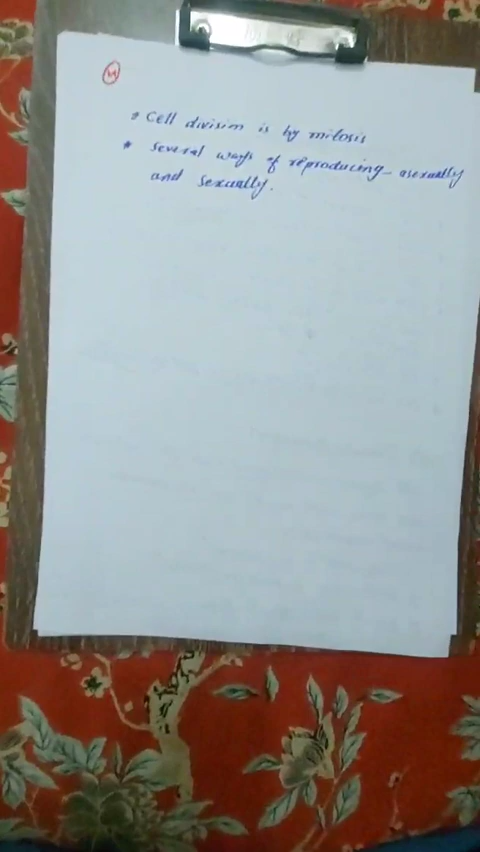 • Cell division is by mitosis
• Several ways of reproducing - asexually
and sexually.